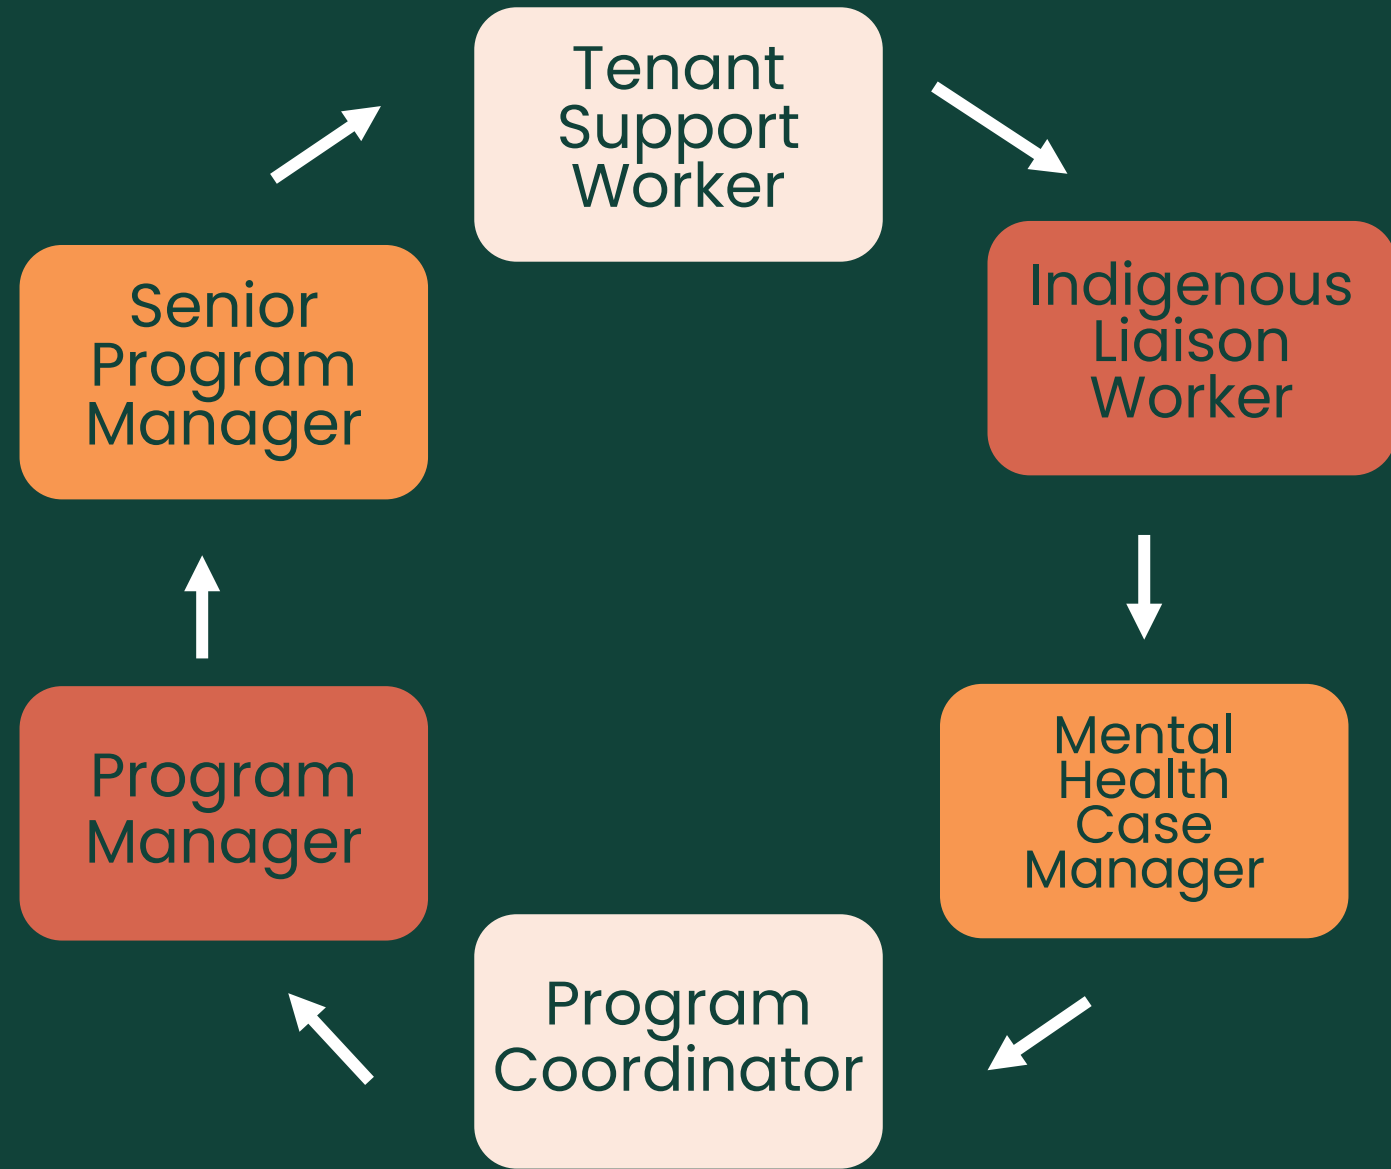 Tenant
Support
Worker
Indigenous
Liaison
Worker
Mental
Health
Case
Manager
Program
Coordinator
Program
Manager
Senior
Program
Manager